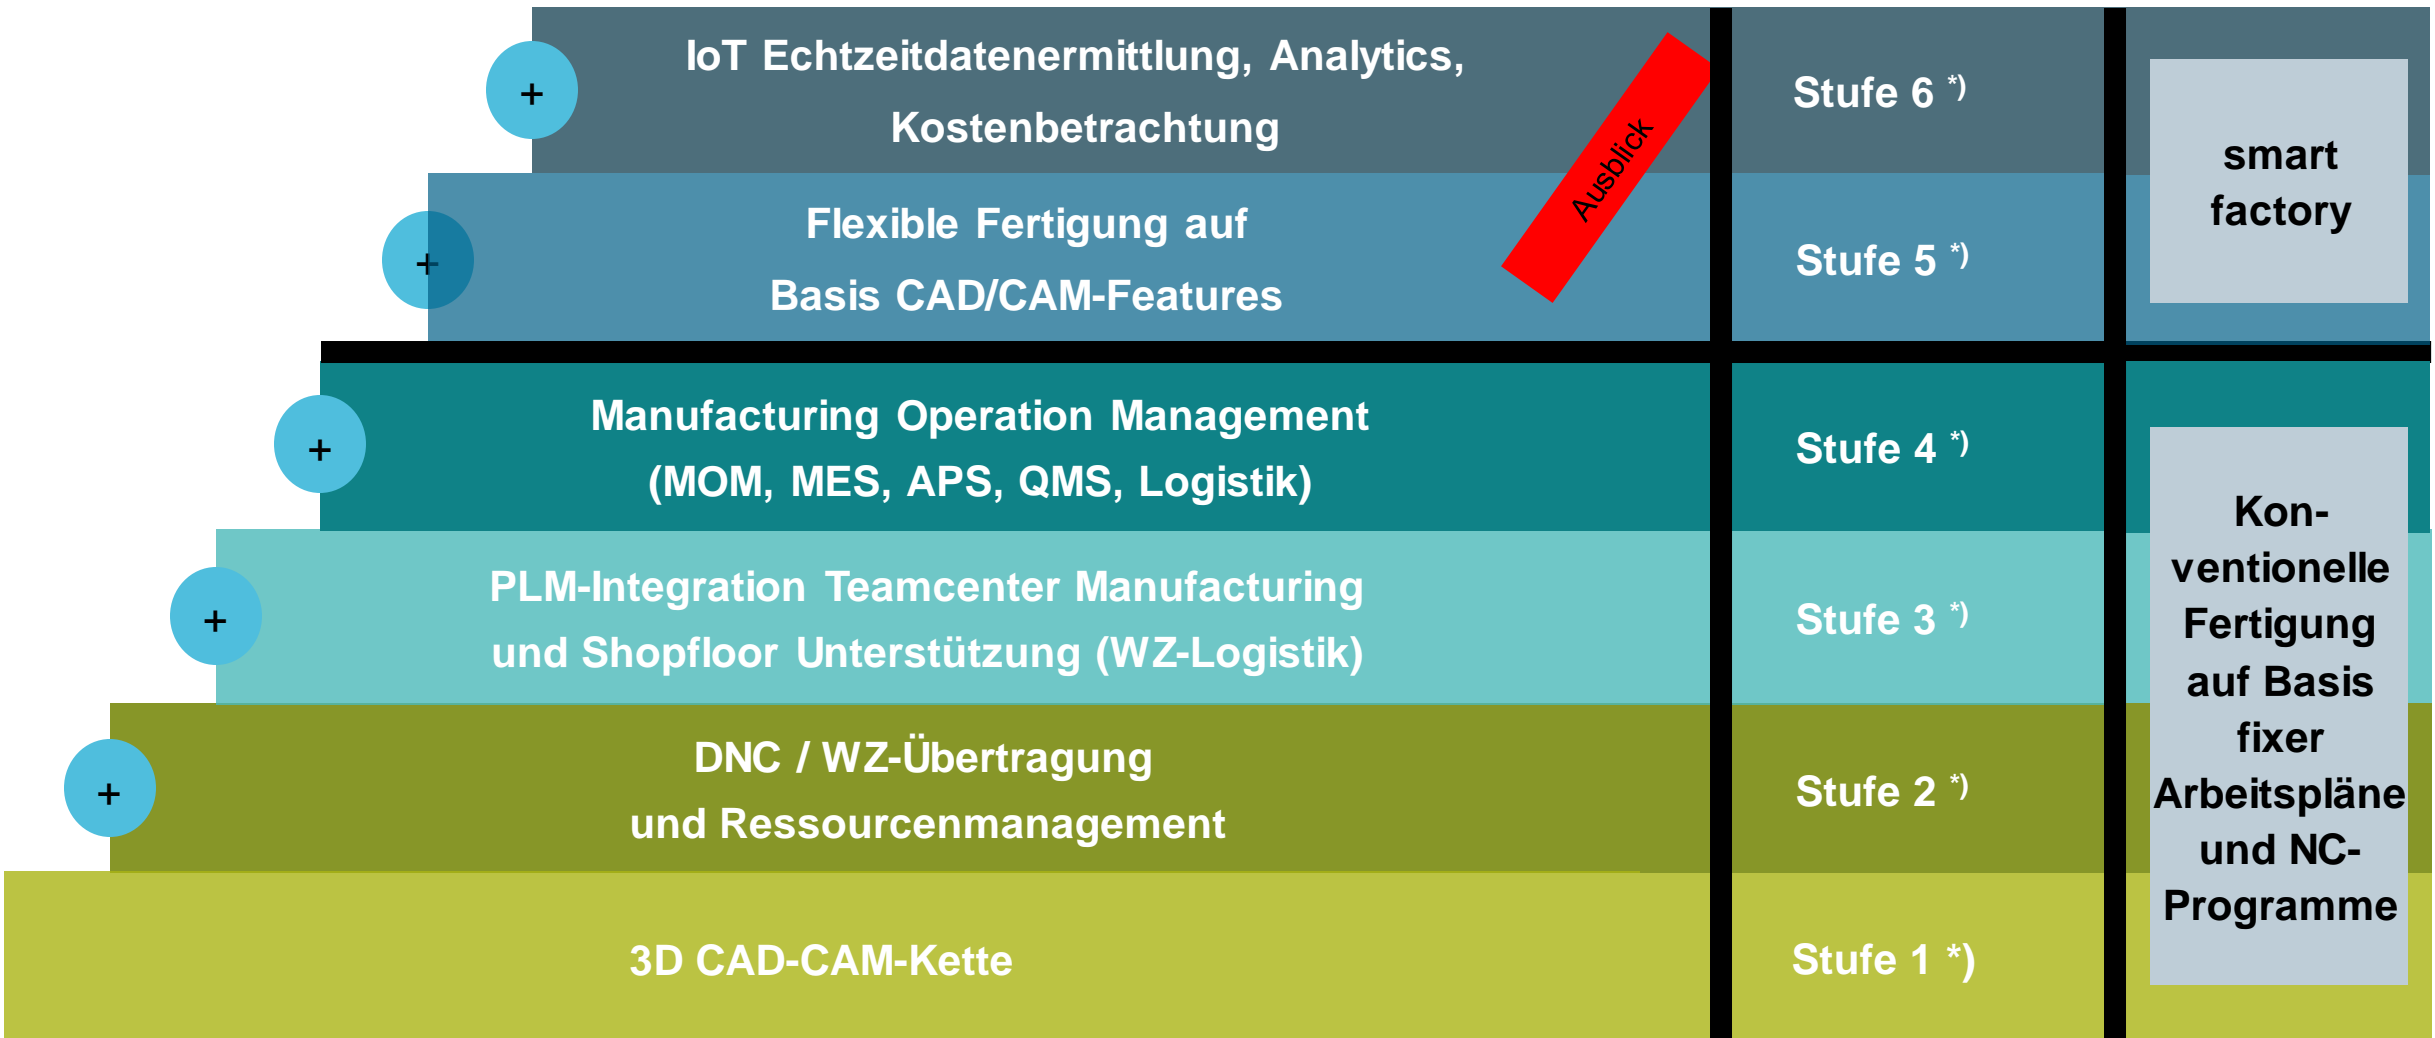 IoT Echtzeitdatenermittlung, Analytics,
Kostenbetrachtung
+
Stufe 6 *)
Ausblick
smart
factory
Flexible Fertigung auf
Basis CAD/CAM-Features
+
Stufe 5 *)
Manufacturing Operation Management
(MOM, MES, APS, QMS, Logistik)
+
Stufe 4 *)
PLM-Integration Teamcenter Manufacturing
und Shopfloor Unterstützung (WZ-Logistik)
+
Stufe 3 *)
DNC / WZ-Übertragung
und Ressourcenmanagement
+
Stufe 2 *)
3D CAD-CAM-Kette
Stufe 1 *)
Kon-
ventionelle
Fertigung
auf Basis
fixer
Arbeitspläne
und NC-
Programme